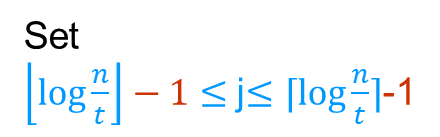 Set
⌊log n/t⌋ − 1 ≤ j ≤ ⌈log n/t⌉-1